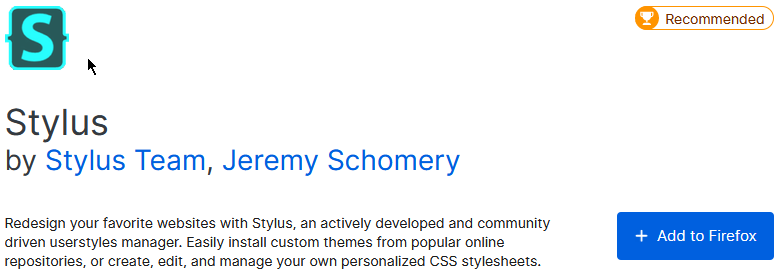 S
Recommended
Stylus
by Stylus Team, Jeremy Schomery
Redesign your favorite websites with Stylus, an actively developed and community
driven userstyles manager. Easily install custom themes from popular online
repositories, or create, edit, and manage your own personalized CSS stylesheets.
+ Add to Firefox